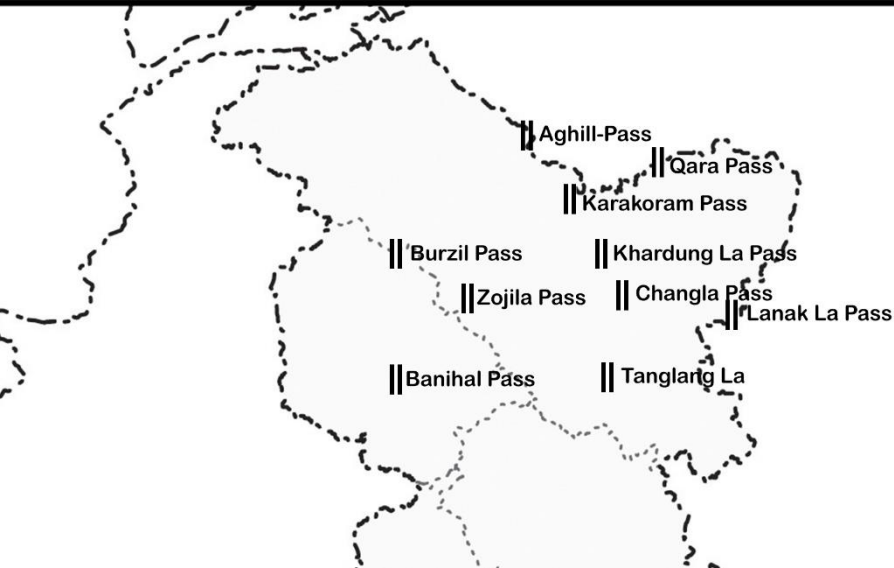 Aghill-Pass
Qara Pass
Karakoram Pass
Burzil Pass
Khardung La Pass
Zojila Pass
Changla Pass
Lanak La Pass
Banihal Pass
Tanglang La